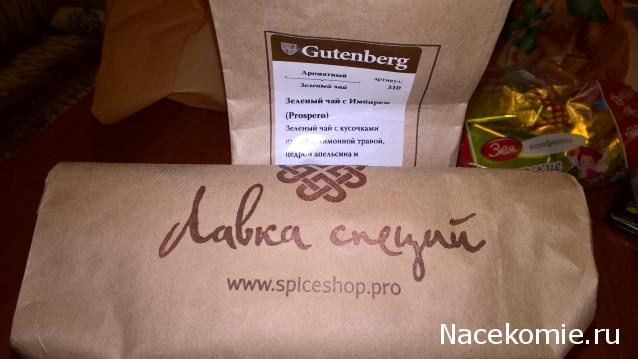 Gutenberg
Ароматный
артикул:
Зеленый чай
310
Зеленый чай с Имбирем
(Prospero)
Зеленый чай с кусочками
лимонной травой,
цедрой апельсина и
Лавка специй
www.spiceshop.pro
конфеты
Nacekomie.ru